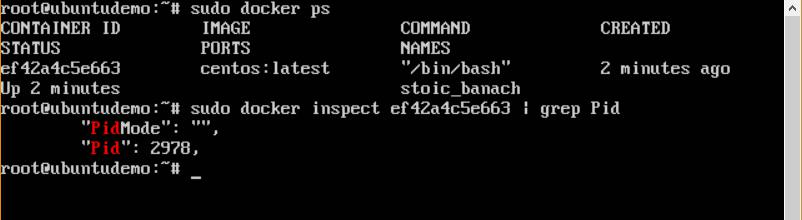 root@ubuntudemo:~# sudo docker ps
CONTAINER ID        IMAGE               COMMAND             CREATED
STATUS              PORTS               NAMES
ef42a4c5e663        centos:latest       "/bin/bash"         2 minutes ago
Up 2 minutes                            stoic_banach
root@ubuntudemo:~# sudo docker inspect ef42a4c5e663 | grep Pid
        "PidMode": "",
        "Pid": 2978,
root@ubuntudemo:~# _